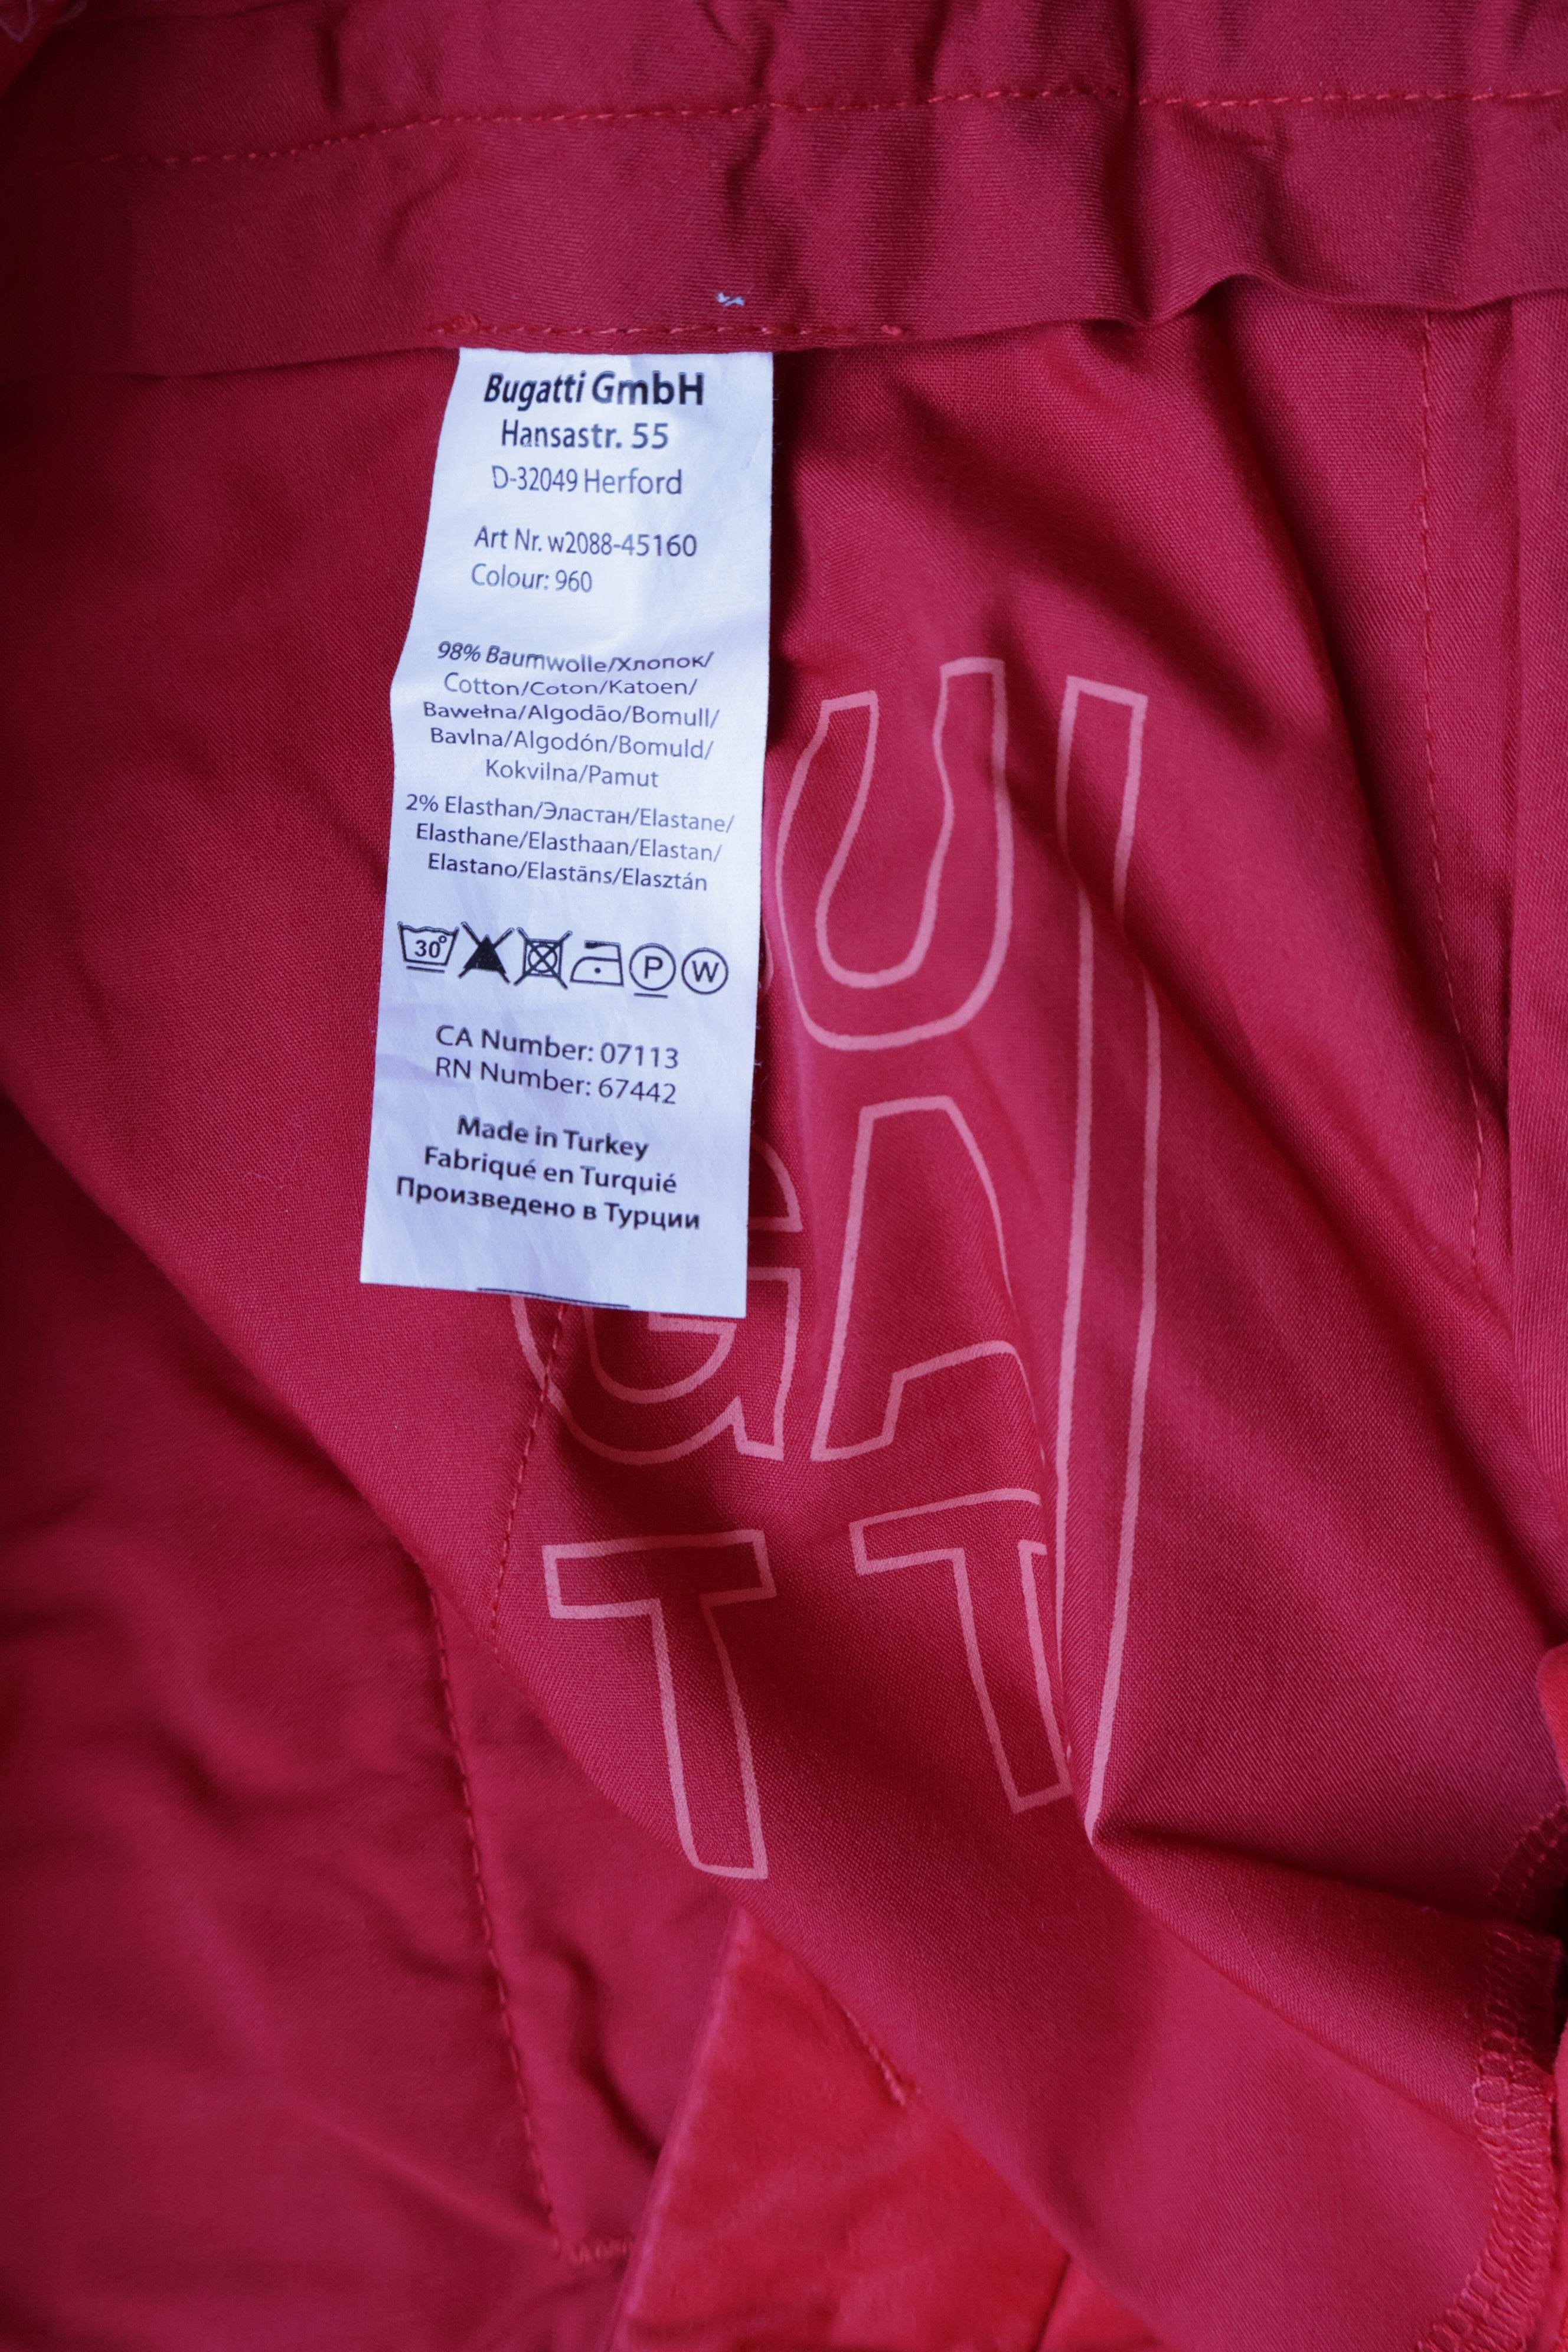 Bugatti GmbH
Hansastr. 55
D-32049 Herford
Art Nr. w2088-45160
Colour: 960
98% Baumwolle/Хлопок/
Cotton/Coton/Katoen/
Bawełna/Algodão/Bomull/
Bavlna/Algodón/Bomuld/
Kokvilna/Pamut
2% Elasthan/Эластан/Elastane/
Elasthane/Elasthaan/Elastan/
Elastano/Elastāns/Elasztán
30°
P W
CA Number: 07113
RN Number: 67442
Made in Turkey
Fabriqué en Turquié
Произведено в Турции
U I
GA
T T